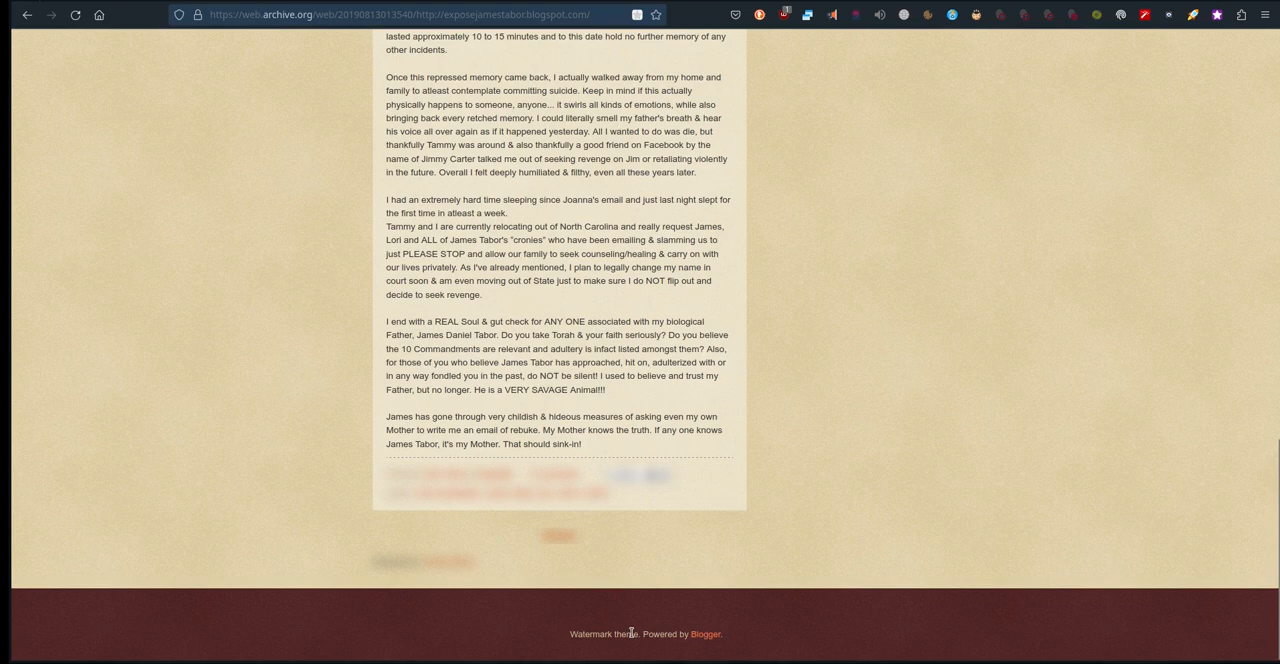 https://web.archive.org/web/20190813013540/http://exposejamestabor.blogspot.com/
lasted approximately 10 to 15 minutes and to this date hold no further memory of any
other incidents.
Once this repressed memory came back, I actually walked away from my home and
family to atleast contemplate committing suicide. Keep in mind if this actually
physically happens to someone, anyone... it swirls all kinds of emotions, while also
bringing back every retched memory. I could literally smell my father's breath & hear
his voice all over again as if it happened yesterday. All I wanted to do was die, but
thankfully Tammy was around & also thankfully a good friend on Facebook by the
name of Jimmy Carter talked me out of seeking revenge on Jim or retaliating violently
in the future. Overall I felt deeply humiliated & filthy, even all these years later.
I had an extremely hard time sleeping since Joanna's email and just last night slept for
the first time in atleast a week.
Tammy and I are currently relocating out of North Carolina and really request James,
Lori and ALL of James Tabor's "cronies" who have been emailing & slamming us to
just PLEASE STOP and allow our family to seek counseling/healing & carry on with
our lives privately. As I've already mentioned, I plan to legally change my name in
court soon & am even moving out of State just to make sure I do NOT flip out and
decide to seek revenge.
I end with a REAL Soul & gut check for ANY ONE associated with my biological
Father, James Daniel Tabor. Do you take Torah & your faith seriously? Do you believe
the 10 Commandments are relevant and adultery is infact listed amongst them? Also,
for those of you who believe James Tabor has approached, hit on, adulterized with or
in any way fondled you in the past, do NOT be silent! I used to believe and trust my
Father, but no longer. He is a VERY SAVAGE Animal!!!
James has gone through very childish & hideous measures of asking even my own
Mother to write me an email of rebuke. My Mother knows the truth. If any one knows
James Tabor, it's my Mother. That should sink-in!
Watermark theme. Powered by Blogger.